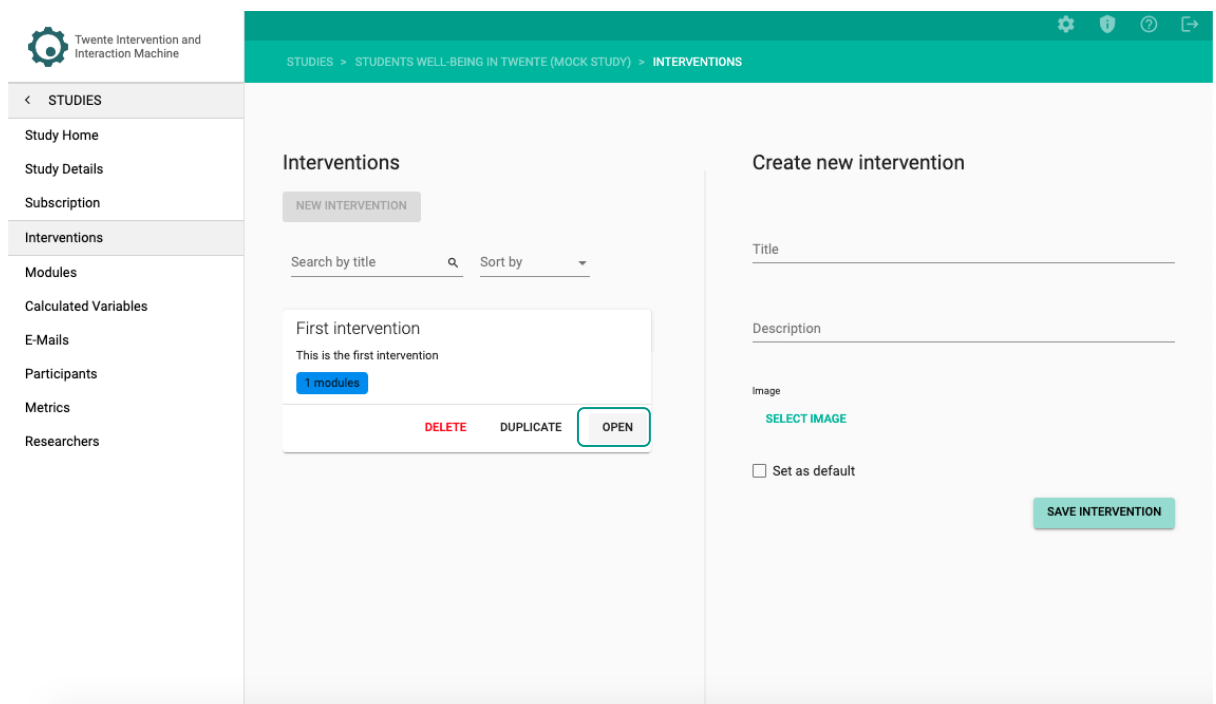 Twente Intervention and
Interaction Machine
STUDIES > STUDENTS WELL-BEING IN TWENTE (MOCK STUDY) > INTERVENTIONS
< STUDIES
Study Home
Study Details
Subscription
Interventions
Modules
Calculated Variables
E-Mails
Participants
Metrics
Researchers
Interventions
NEW INTERVENTION
Search by title Sort by
First intervention
This is the first intervention
1 modules
DELETE DUPLICATE OPEN
Create new intervention
Title
Description
Image
SELECT IMAGE
Set as default
SAVE INTERVENTION